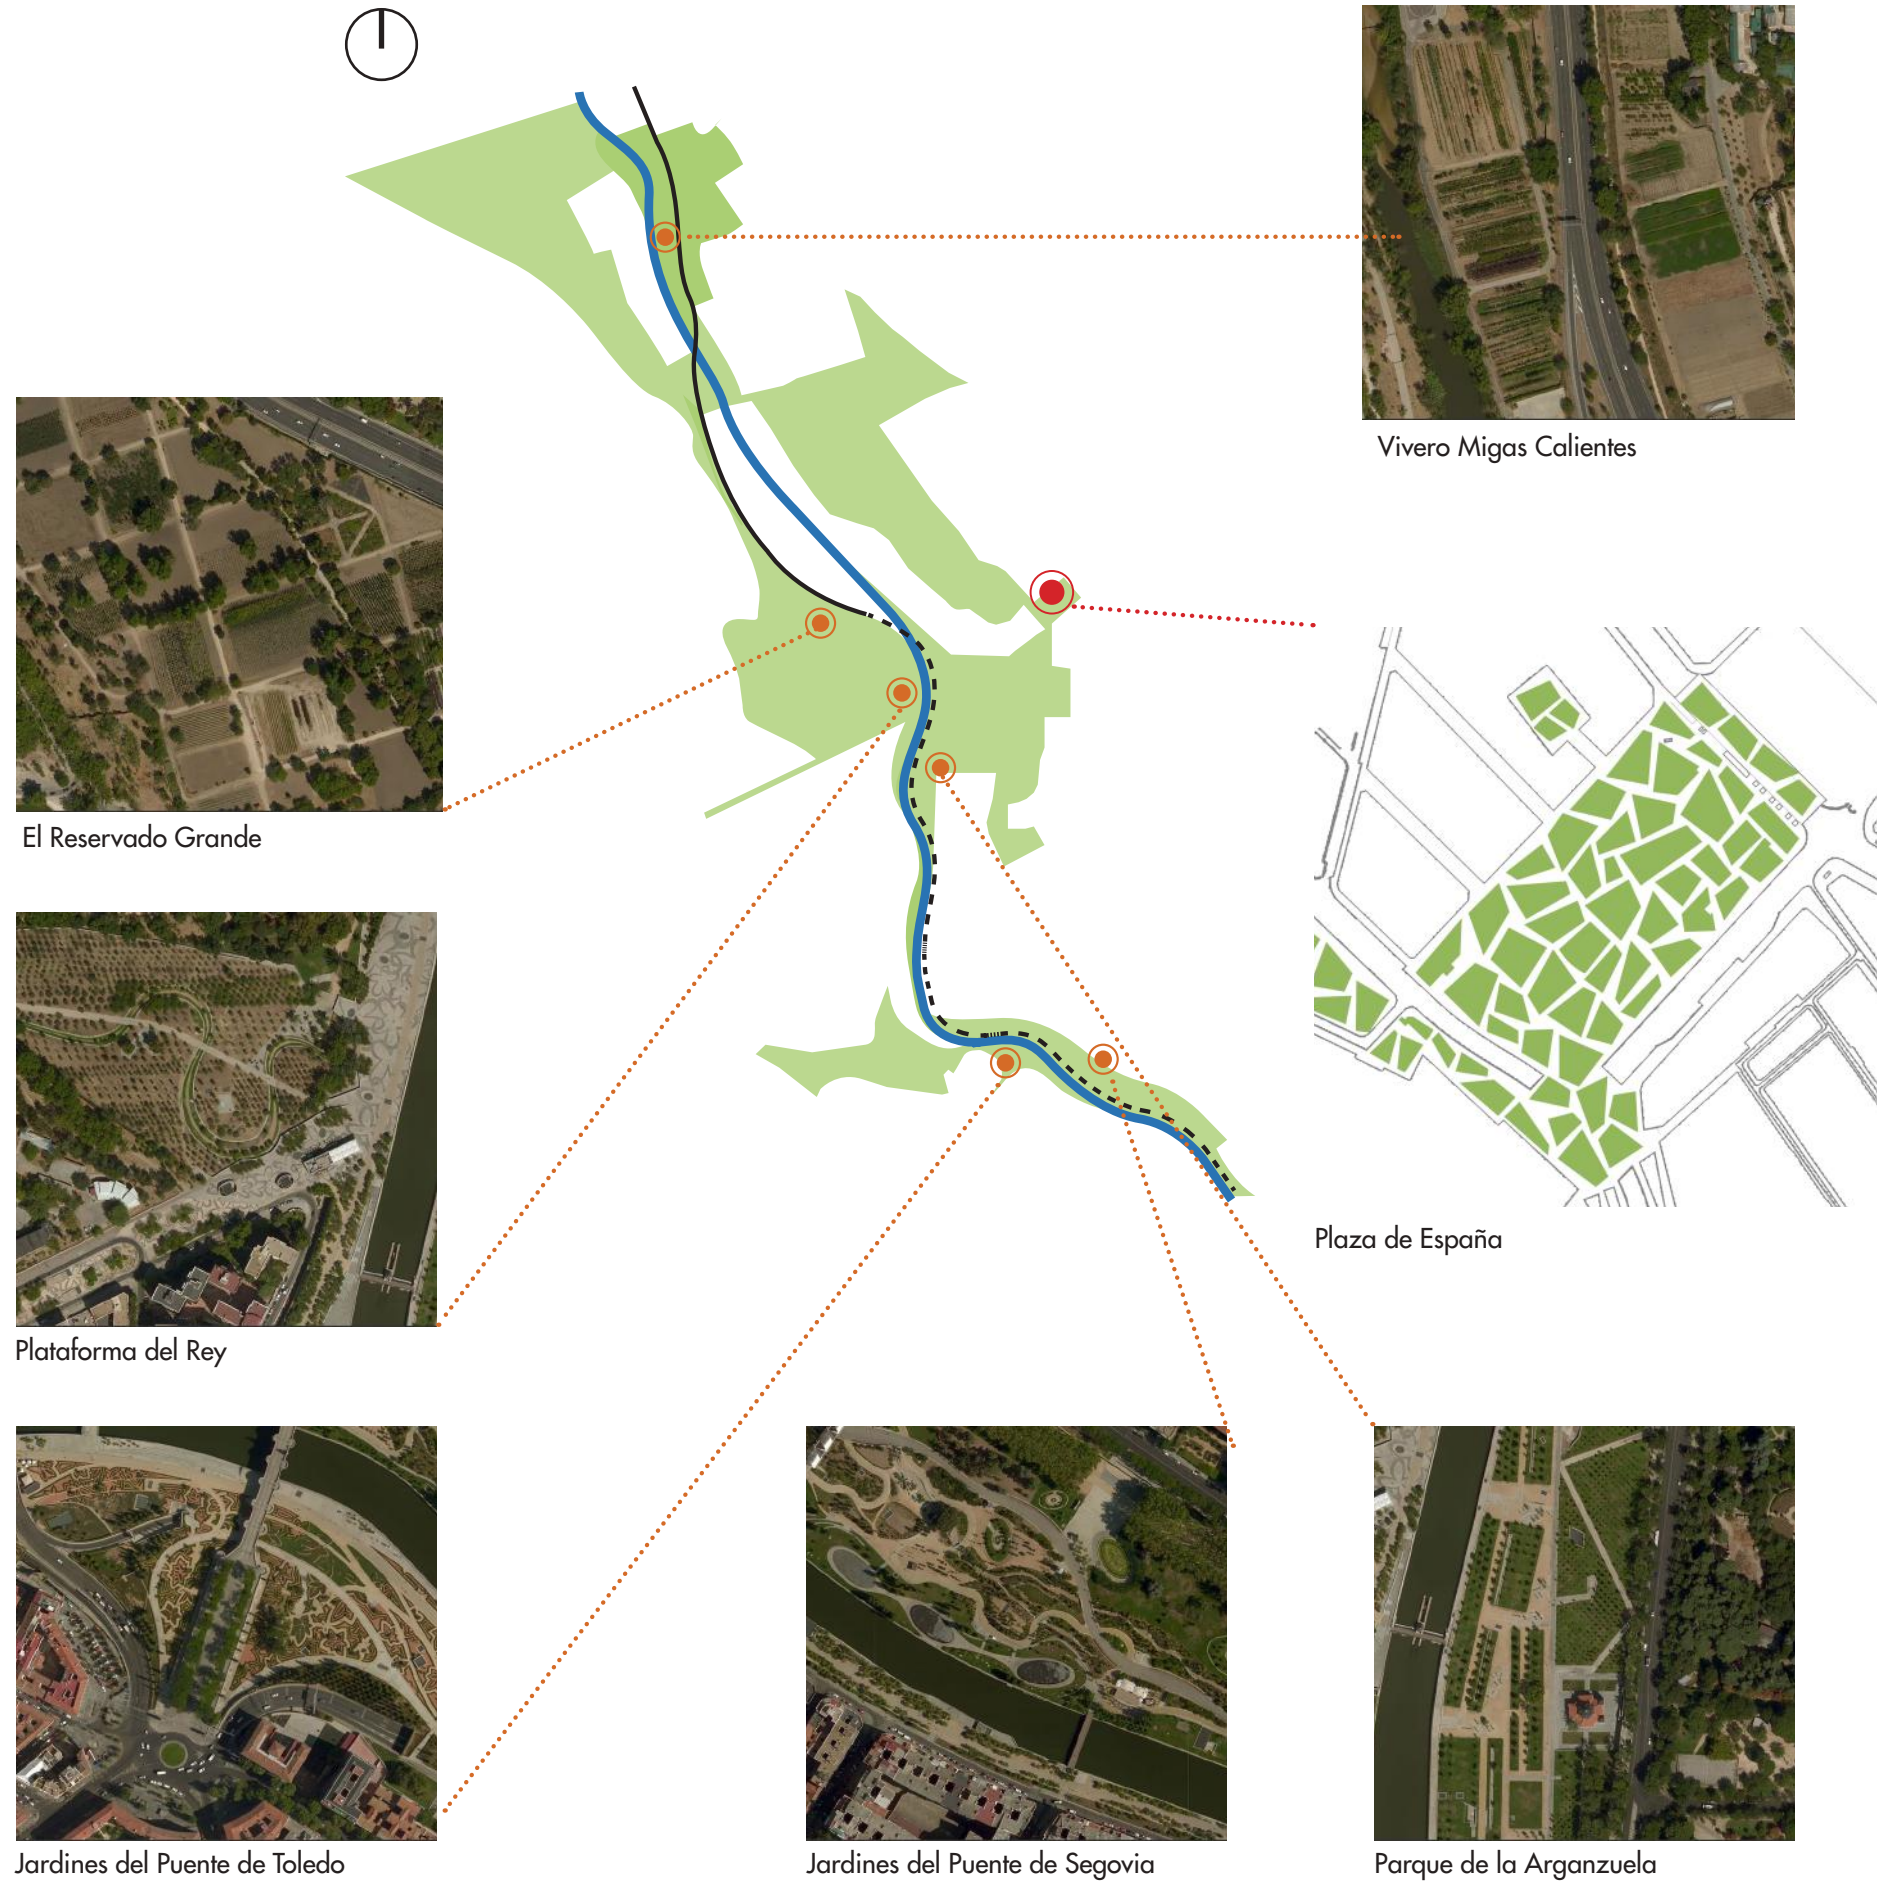 Vivero Migas Calientes
El Reservado Grande
Plaza de España
Plataforma del Rey
Jardines del Puente de Toledo
Jardines del Puente de Segovia
Parque de la Arganzuela